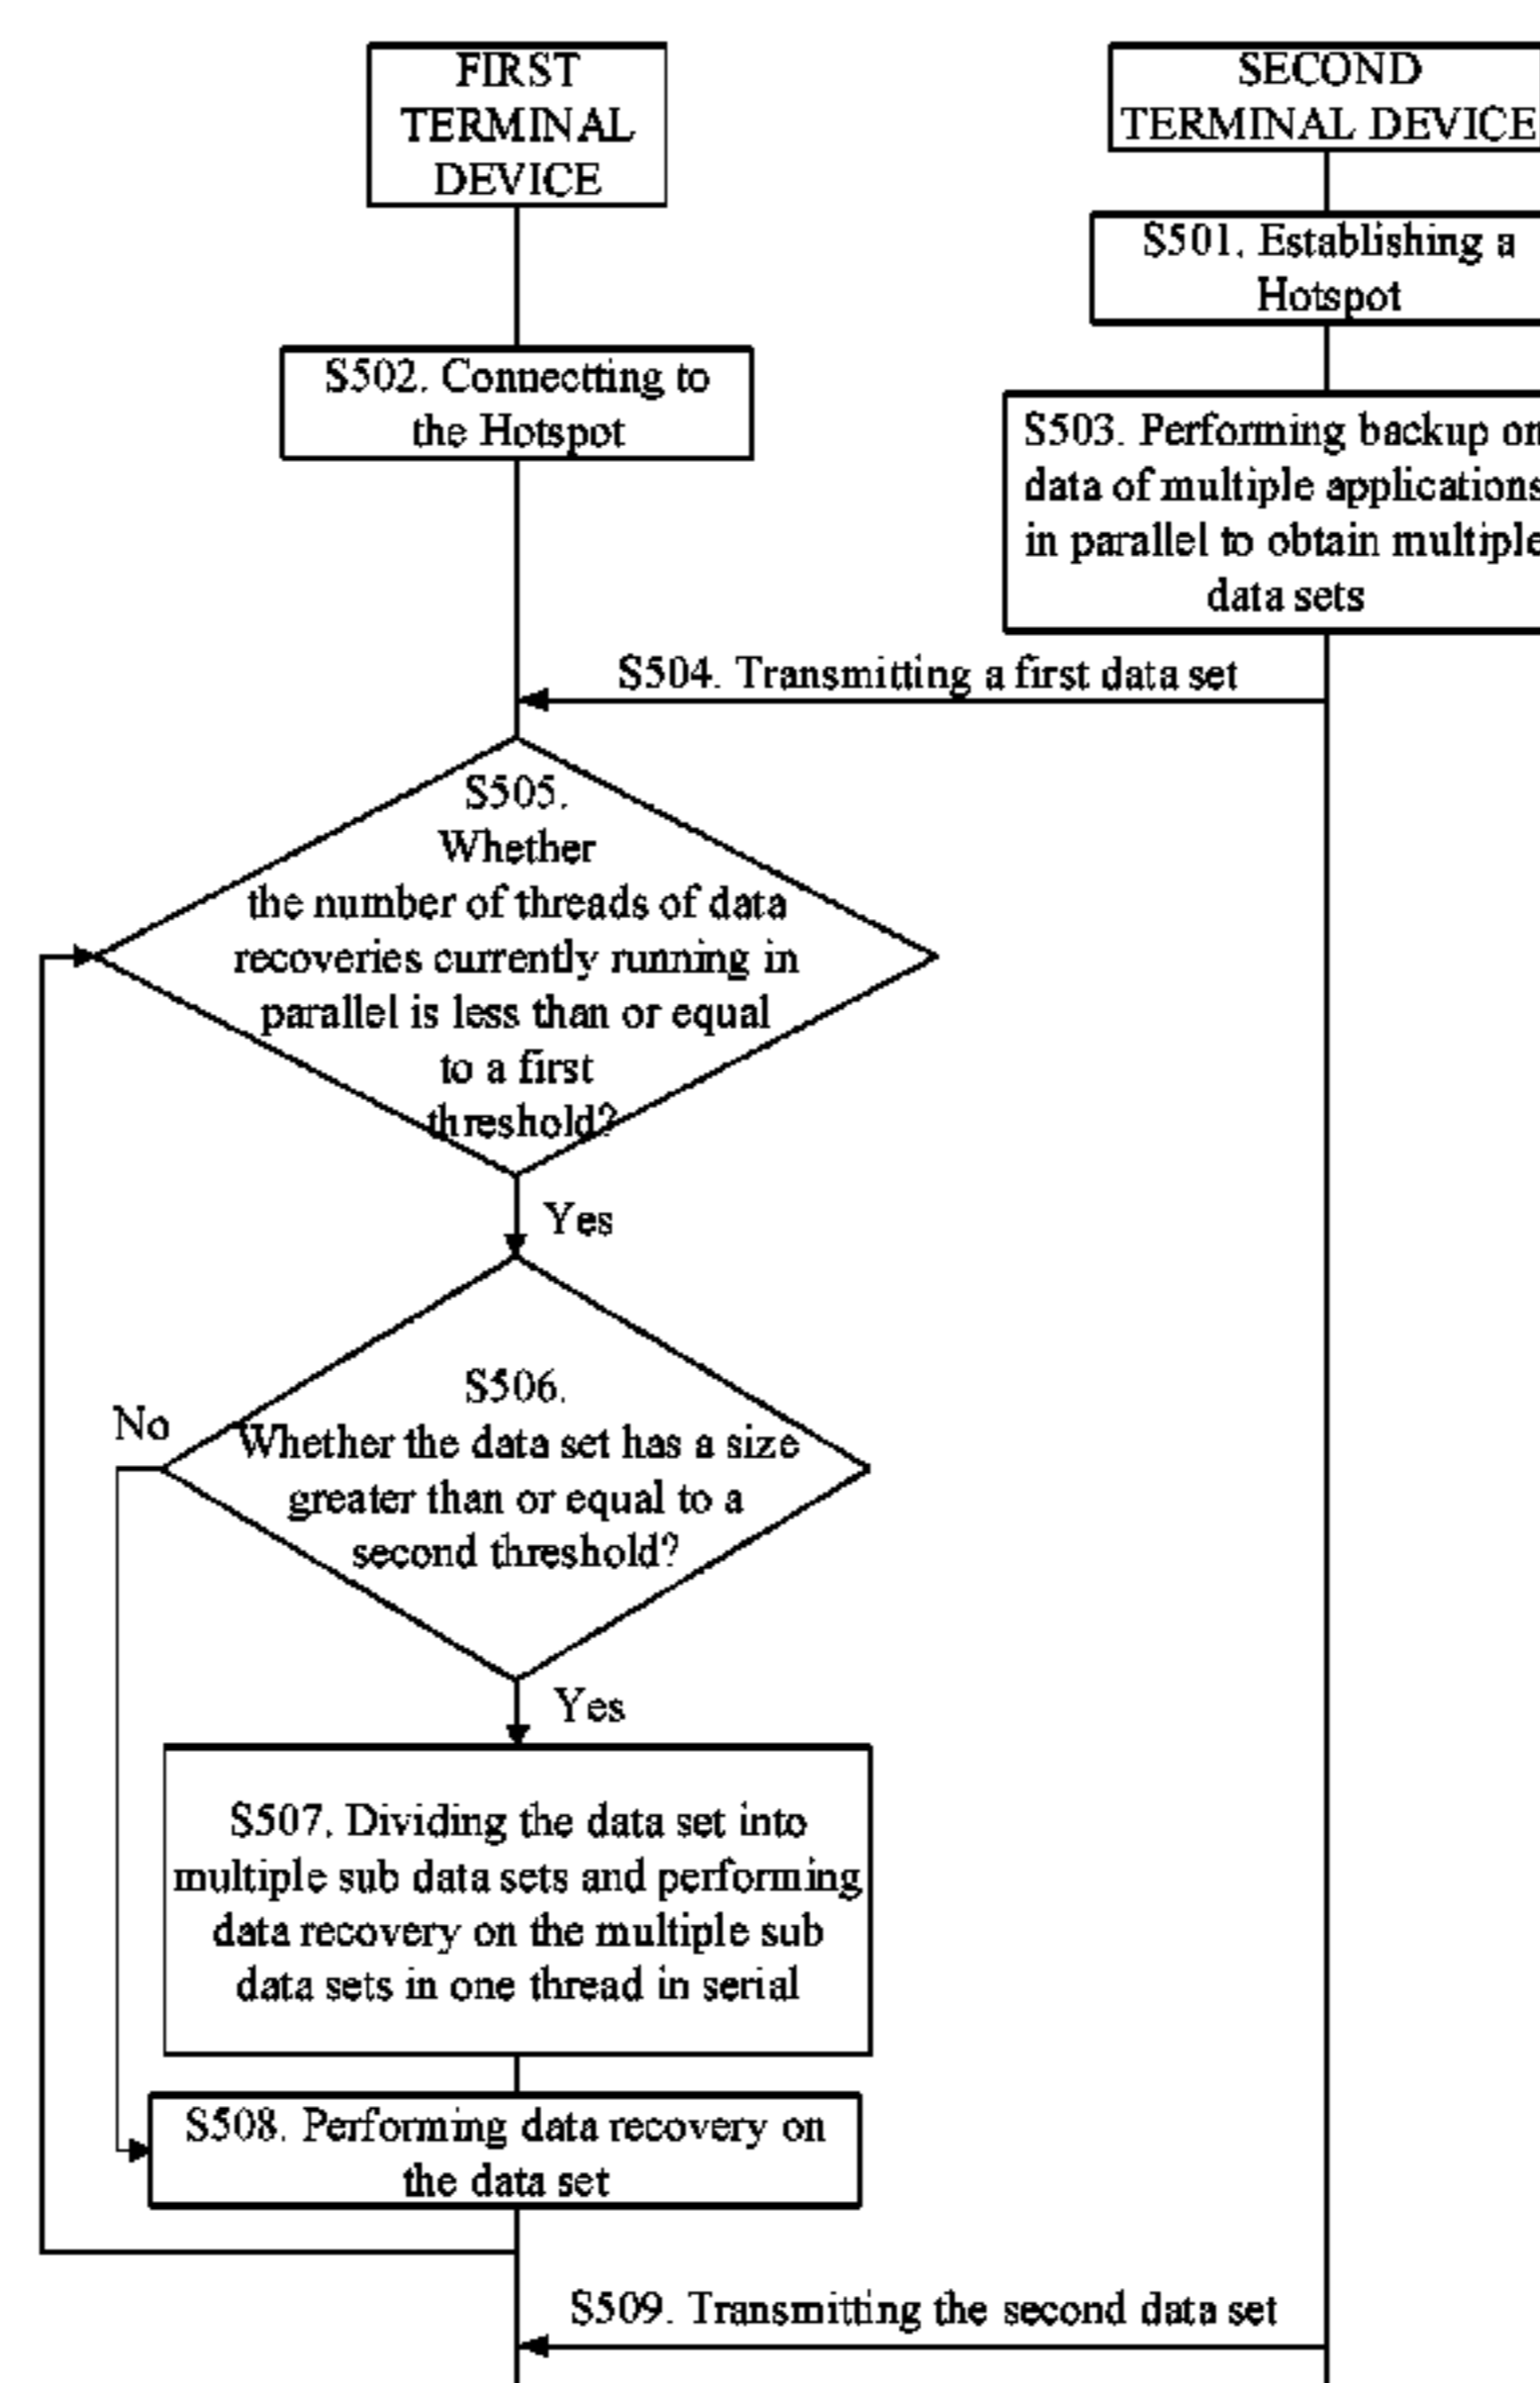 FIRST
TERMINAL
DEVICE
SECOND
TERMINAL DEVICE
S501. Establishing a
Hotspot
S502. Connectting to
the Hotspot
S503. Performing backup on
data of multiple applications
in parallel to obtain multiple
data sets
S504. Transmitting a first data set
S505.
Whether
the number of threads of data
recoveries currently running in
parallel is less than or equal
to a first
threshold?
Yes
S506.
Whether the data set has a size
greater than or equal to a
second threshold?
No
Yes
S507. Dividing the data set into
multiple sub data sets and performing
data recovery on the multiple sub
data sets in one thread in serial
S508. Performing data recovery on
the data set
S509. Transmitting the second data set